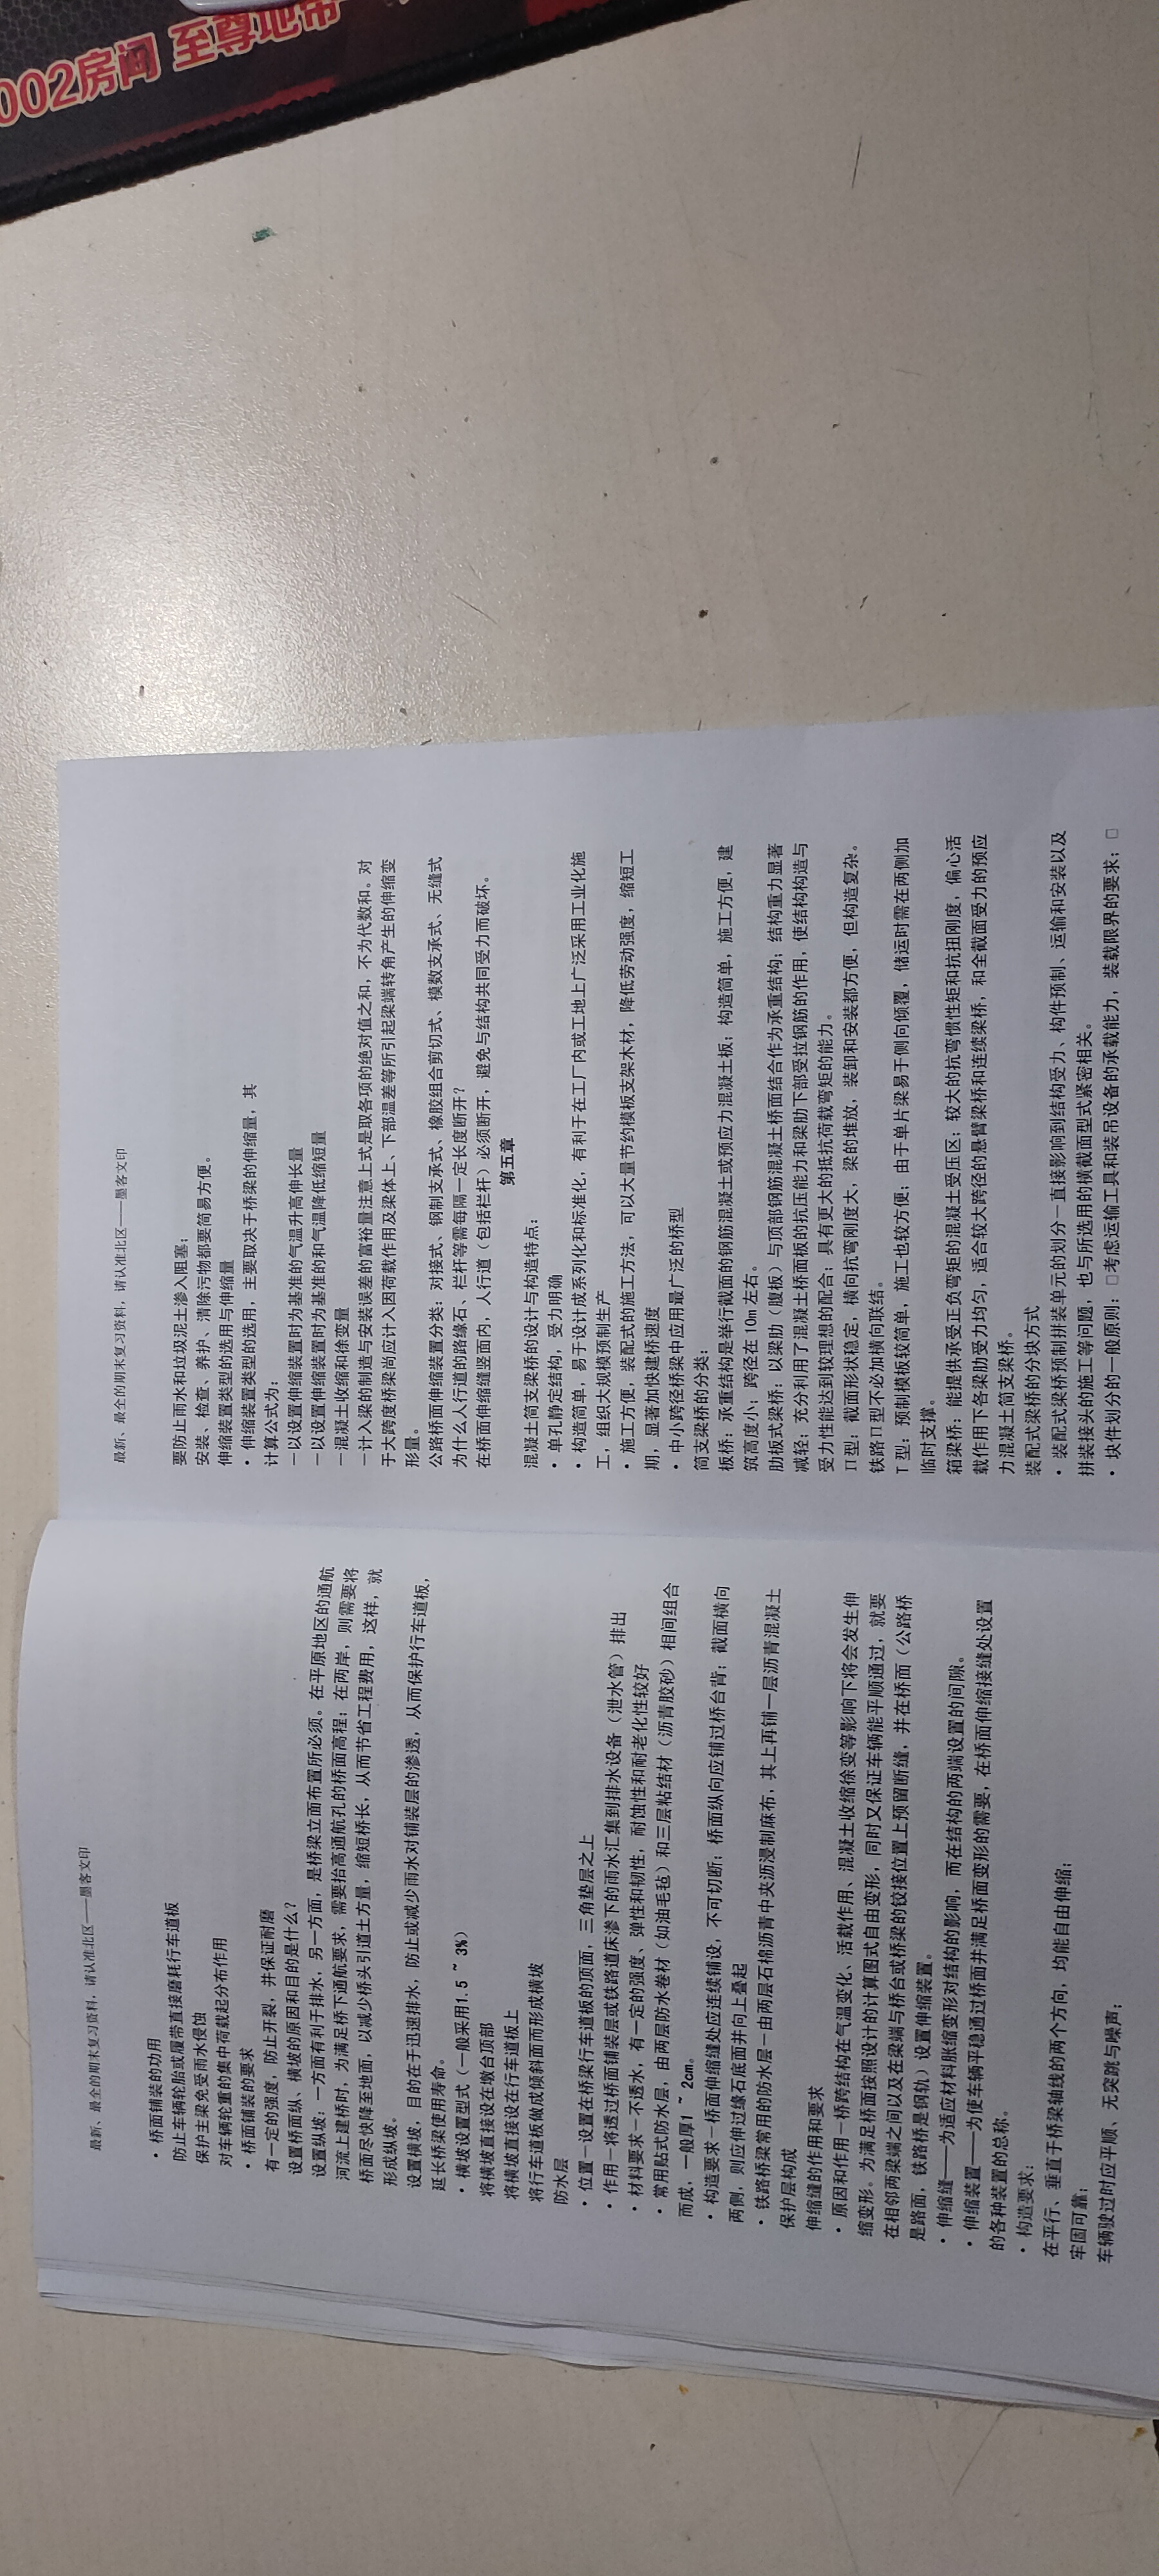 002房间 至尊地带
最新、最全的期末复习资料，请认准北区——墨客文印
• 桥面铺装的功用
防止车辆轮胎或履带直接磨耗行车道板
保护主梁免受雨水侵蚀
对车辆轮重的集中荷载起分布作用
• 桥面铺装的要求
有一定的强度，防止开裂，并保证耐磨
设置桥面纵、横坡的原因和目的是什么？
设置纵坡：一方面有利于排水，另一方面，是桥梁立面布置所必须。在平原地区的通航
河流上建桥时，为满足桥下通航要求，需要抬高通航孔的桥面高程；在两岸，则需要将
桥面尽快降至地面，以减少桥头引道土方量，缩短桥长，从而节省工程费用，这样，就
形成纵坡。
设置横坡，目的在于迅速排水，防止或减少雨水对铺装层的渗透，从而保护行车道板，
延长桥梁使用寿命。
• 横坡设置型式（一般采用1.5 ~ 3%）
将横坡直接设在墩台顶部
将横坡直接设在行车道板上
将行车道板做成倾斜面而形成横坡
防水层
• 位置－设置在桥梁行车道板的顶面，三角垫层之上
• 作用－将透过桥面铺装层或铁路道床渗下的雨水汇集到排水设备（泄水管）排出
• 材料要求－不透水，有一定的强度、弹性和韧性，耐蚀性和耐老化性较好
• 常用贴式防水层，由两层防水卷材（如油毛毡）和三层粘结材（沥青胶砂）相间组合
而成，一般厚1 ~ 2cm。
• 构造要求－桥面伸缩缝处应连续铺设，不可切断；桥面纵向应铺过桥台背；截面横向
两侧，则应伸过缘石底面并向上叠起
• 铁路桥梁常用的防水层－由两层石棉沥青中夹沥浸制麻布，其上再铺一层沥青混凝土
保护层构成
伸缩缝的作用和要求
• 原因和作用－桥跨结构在气温变化、活载作用、混凝土收缩徐变等影响下将会发生伸
缩变形。为满足桥面按照设计的计算图式自由变形，同时又保证车辆能平顺通过，就要
在相邻两梁端之间以及在梁端与桥台或桥梁的铰接位置上预留断缝，并在桥面（公路桥
是路面，铁路桥是钢轨）设置伸缩装置。
• 伸缩缝——为适应材料胀缩变形对结构的影响，而在结构的两端设置的间隙。
• 伸缩装置——为使车辆平稳通过桥面并满足桥面变形的需要，在桥面伸缩接缝处设置
的各种装置的总称。
• 构造要求：
在平行、垂直于桥梁轴线的两个方向，均能自由伸缩；
牢固可靠；
车辆驶过时应平顺、无突跳与噪声；
最新、最全的期末复习资料，请认准北区——墨客文印
要防止雨水和垃圾泥土渗入阻塞；
安装、检查、养护、清除污物都要简易方便。
伸缩装置类型的选用与伸缩量
• 伸缩装置类型的选用，主要取决于桥梁的伸缩量，其
计算公式为：
－以设置伸缩装置时为基准的气温升高伸长量
－以设置伸缩装置时为基准的和气温降低缩短量
－混凝土收缩和徐变量
－计入梁的制造与安装误差的富裕量注意上式是取各项的绝对值之和，不为代数和。对
于大跨度桥梁尚应计入因荷载作用及梁体上、下部温差等所引起梁端转角产生的伸缩变
形量。
公路桥面伸缩装置分类：对接式、钢制支承式、橡胶组合剪切式、模数支承式、无缝式
为什么人行道的路缘石、栏杆等需每隔一定长度断开？
在桥面伸缩缝竖面内，人行道（包括栏杆）必须断开，避免与结构共同受力而破坏。
第五章
混凝土简支梁桥的设计与构造特点：
• 单孔静定结构，受力明确
• 构造简单，易于设计成系列化和标准化，有利于在工厂内或工地上广泛采用工业化施
工，组织大规模预制生产
• 施工方便，装配式的施工方法，可以大量节约模板支架木材，降低劳动强度，缩短工
期，显著加快建桥速度
• 中小跨径桥梁中应用最广泛的桥型
简支梁桥的分类：
板桥：承重结构是举行截面的钢筋混凝土或预应力混凝土板；构造简单，施工方便，建
筑高度小；跨径在10m左右。
肋板式梁桥：以梁肋（腹板）与顶部钢筋混凝土桥面结合作为承重结构；结构重力显著
减轻；充分利用了混凝土桥面板的抗压能力和梁肋下部受拉钢筋的作用，使结构构造与
受力性能达到较理想的配合；具有更大的抵抗荷载弯矩的能力。
Π型：截面形状稳定，横向抗弯刚度大，梁的堆放，装卸和安装都方便，但构造复杂。
铁路Π型不必加横向联结。
T型：预制模板较简单，施工也较方便；由于单片梁易于侧向倾覆，储运时需在两侧加
临时支撑。
箱梁桥：能提供承受正负弯矩的混凝土受压区；较大的抗弯惯性矩和抗扭刚度，偏心活
载作用下各梁肋受力均匀，适合较大跨径的悬臂梁桥和连续梁桥，和全截面受力的预应
力混凝土简支梁桥。
装配式梁桥的分块方式
• 装配式梁桥预制拼装单元的划分－直接影响到结构受力、构件预制、运输和安装以及
拼装接头的施工等问题，也与所选用的横截面型式紧密相关。
• 块件划分的一般原则：□考虑运输工具和装吊设备的承载能力，装载限界的要求；□